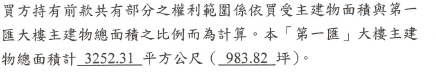 買方持有前款共有部分之權利範圍係依買受主建物面積與第一
匯大樓主建物總面積之比例而為計算。本「第一匯」大樓主建
物總面積計 3252.31 平方公尺（ 983.82 坪）。